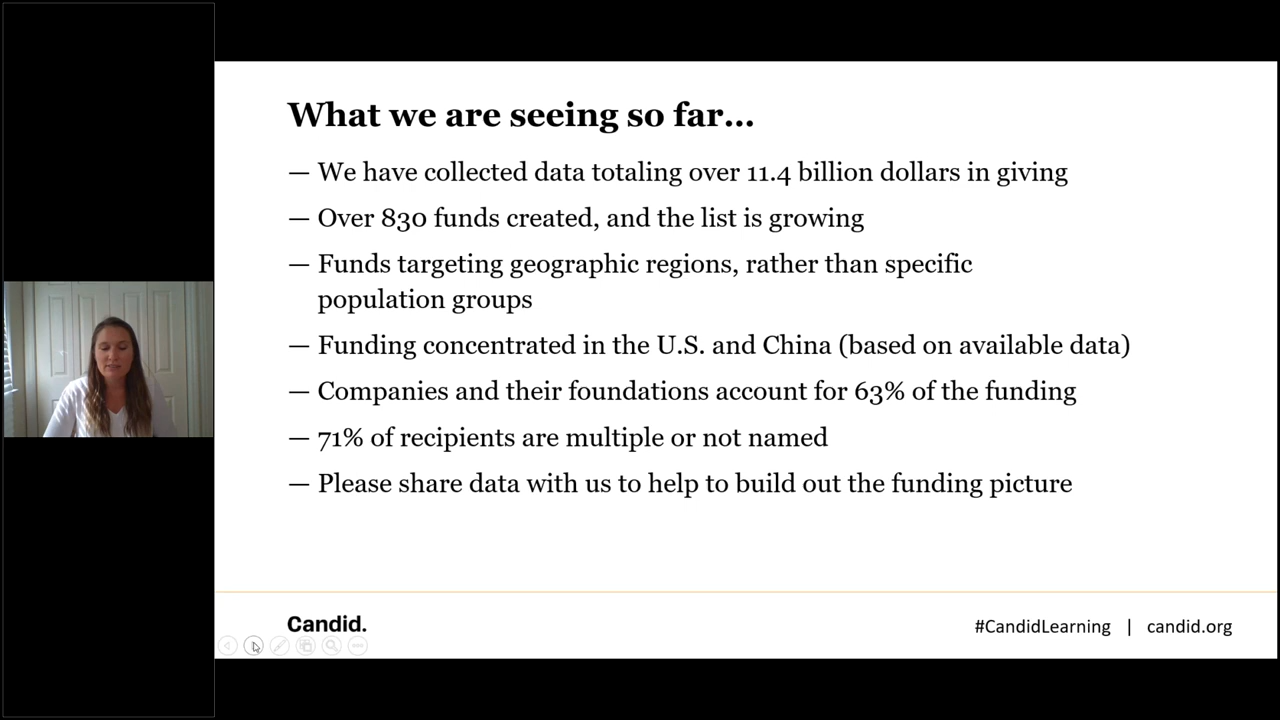 What we are seeing so far...
— We have collected data totaling over 11.4 billion dollars in giving
— Over 830 funds created, and the list is growing
— Funds targeting geographic regions, rather than specific
population groups
— Funding concentrated in the U.S. and China (based on available data)
— Companies and their foundations account for 63% of the funding
— 71% of recipients are multiple or not named
— Please share data with us to help to build out the funding picture
Candid.
#CandidLearning | candid.org